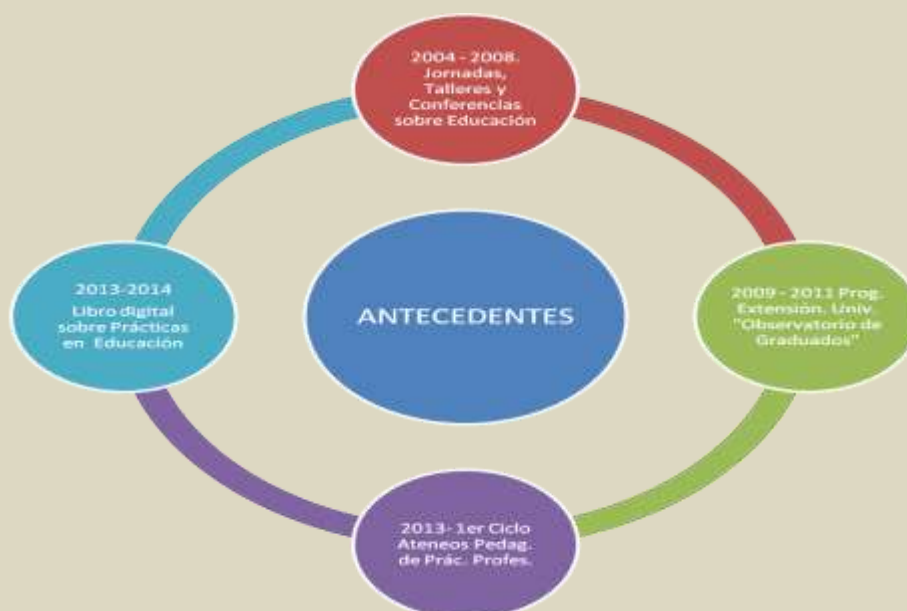 2004 - 2008.
Jornadas,
Talleres y
Conferencias
sobre Educación
2009 - 2011 Prog.
Extensión. Univ.
"Observatorio de
Graduados"
2013- 1er Ciclo
Ateneos Pedag.
de Prác. Profes.
2013-2014
Libro digital
sobre Prácticas
en Educación
ANTECEDENTES